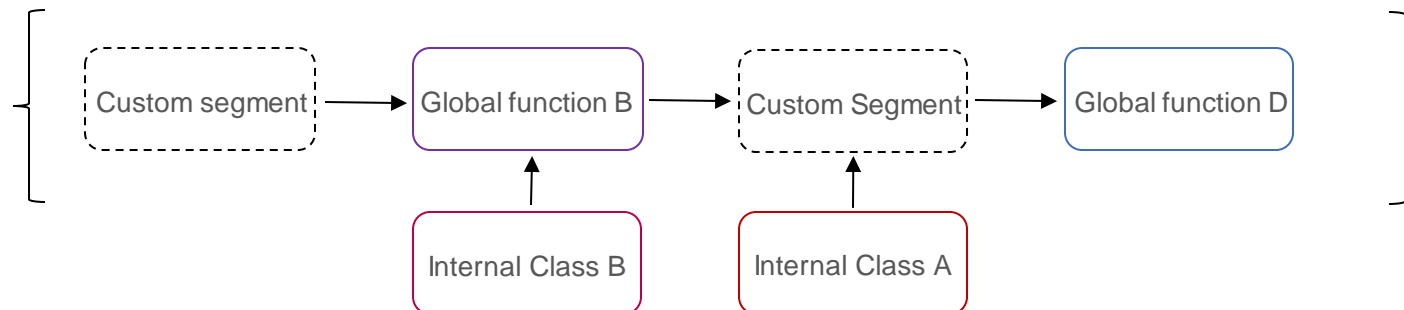 Custom segment
Global function B
Custom Segment
Global function D
Internal Class B
Internal Class A